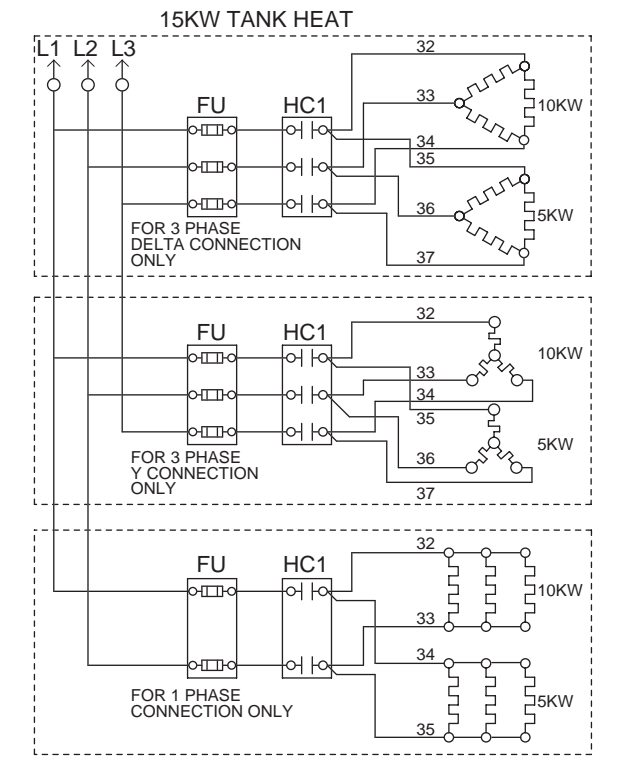 15KW TANK HEAT
L1 L2 L3
32
FU HC1
33
10KW
34
35
36
5KW
FOR 3 PHASE
DELTA CONNECTION
ONLY
37
32
FU HC1
10KW
33
34
35
5KW
36
FOR 3 PHASE
Y CONNECTION
ONLY
37
32
FU HC1
10KW
33
34
5KW
FOR 1 PHASE
CONNECTION ONLY
35